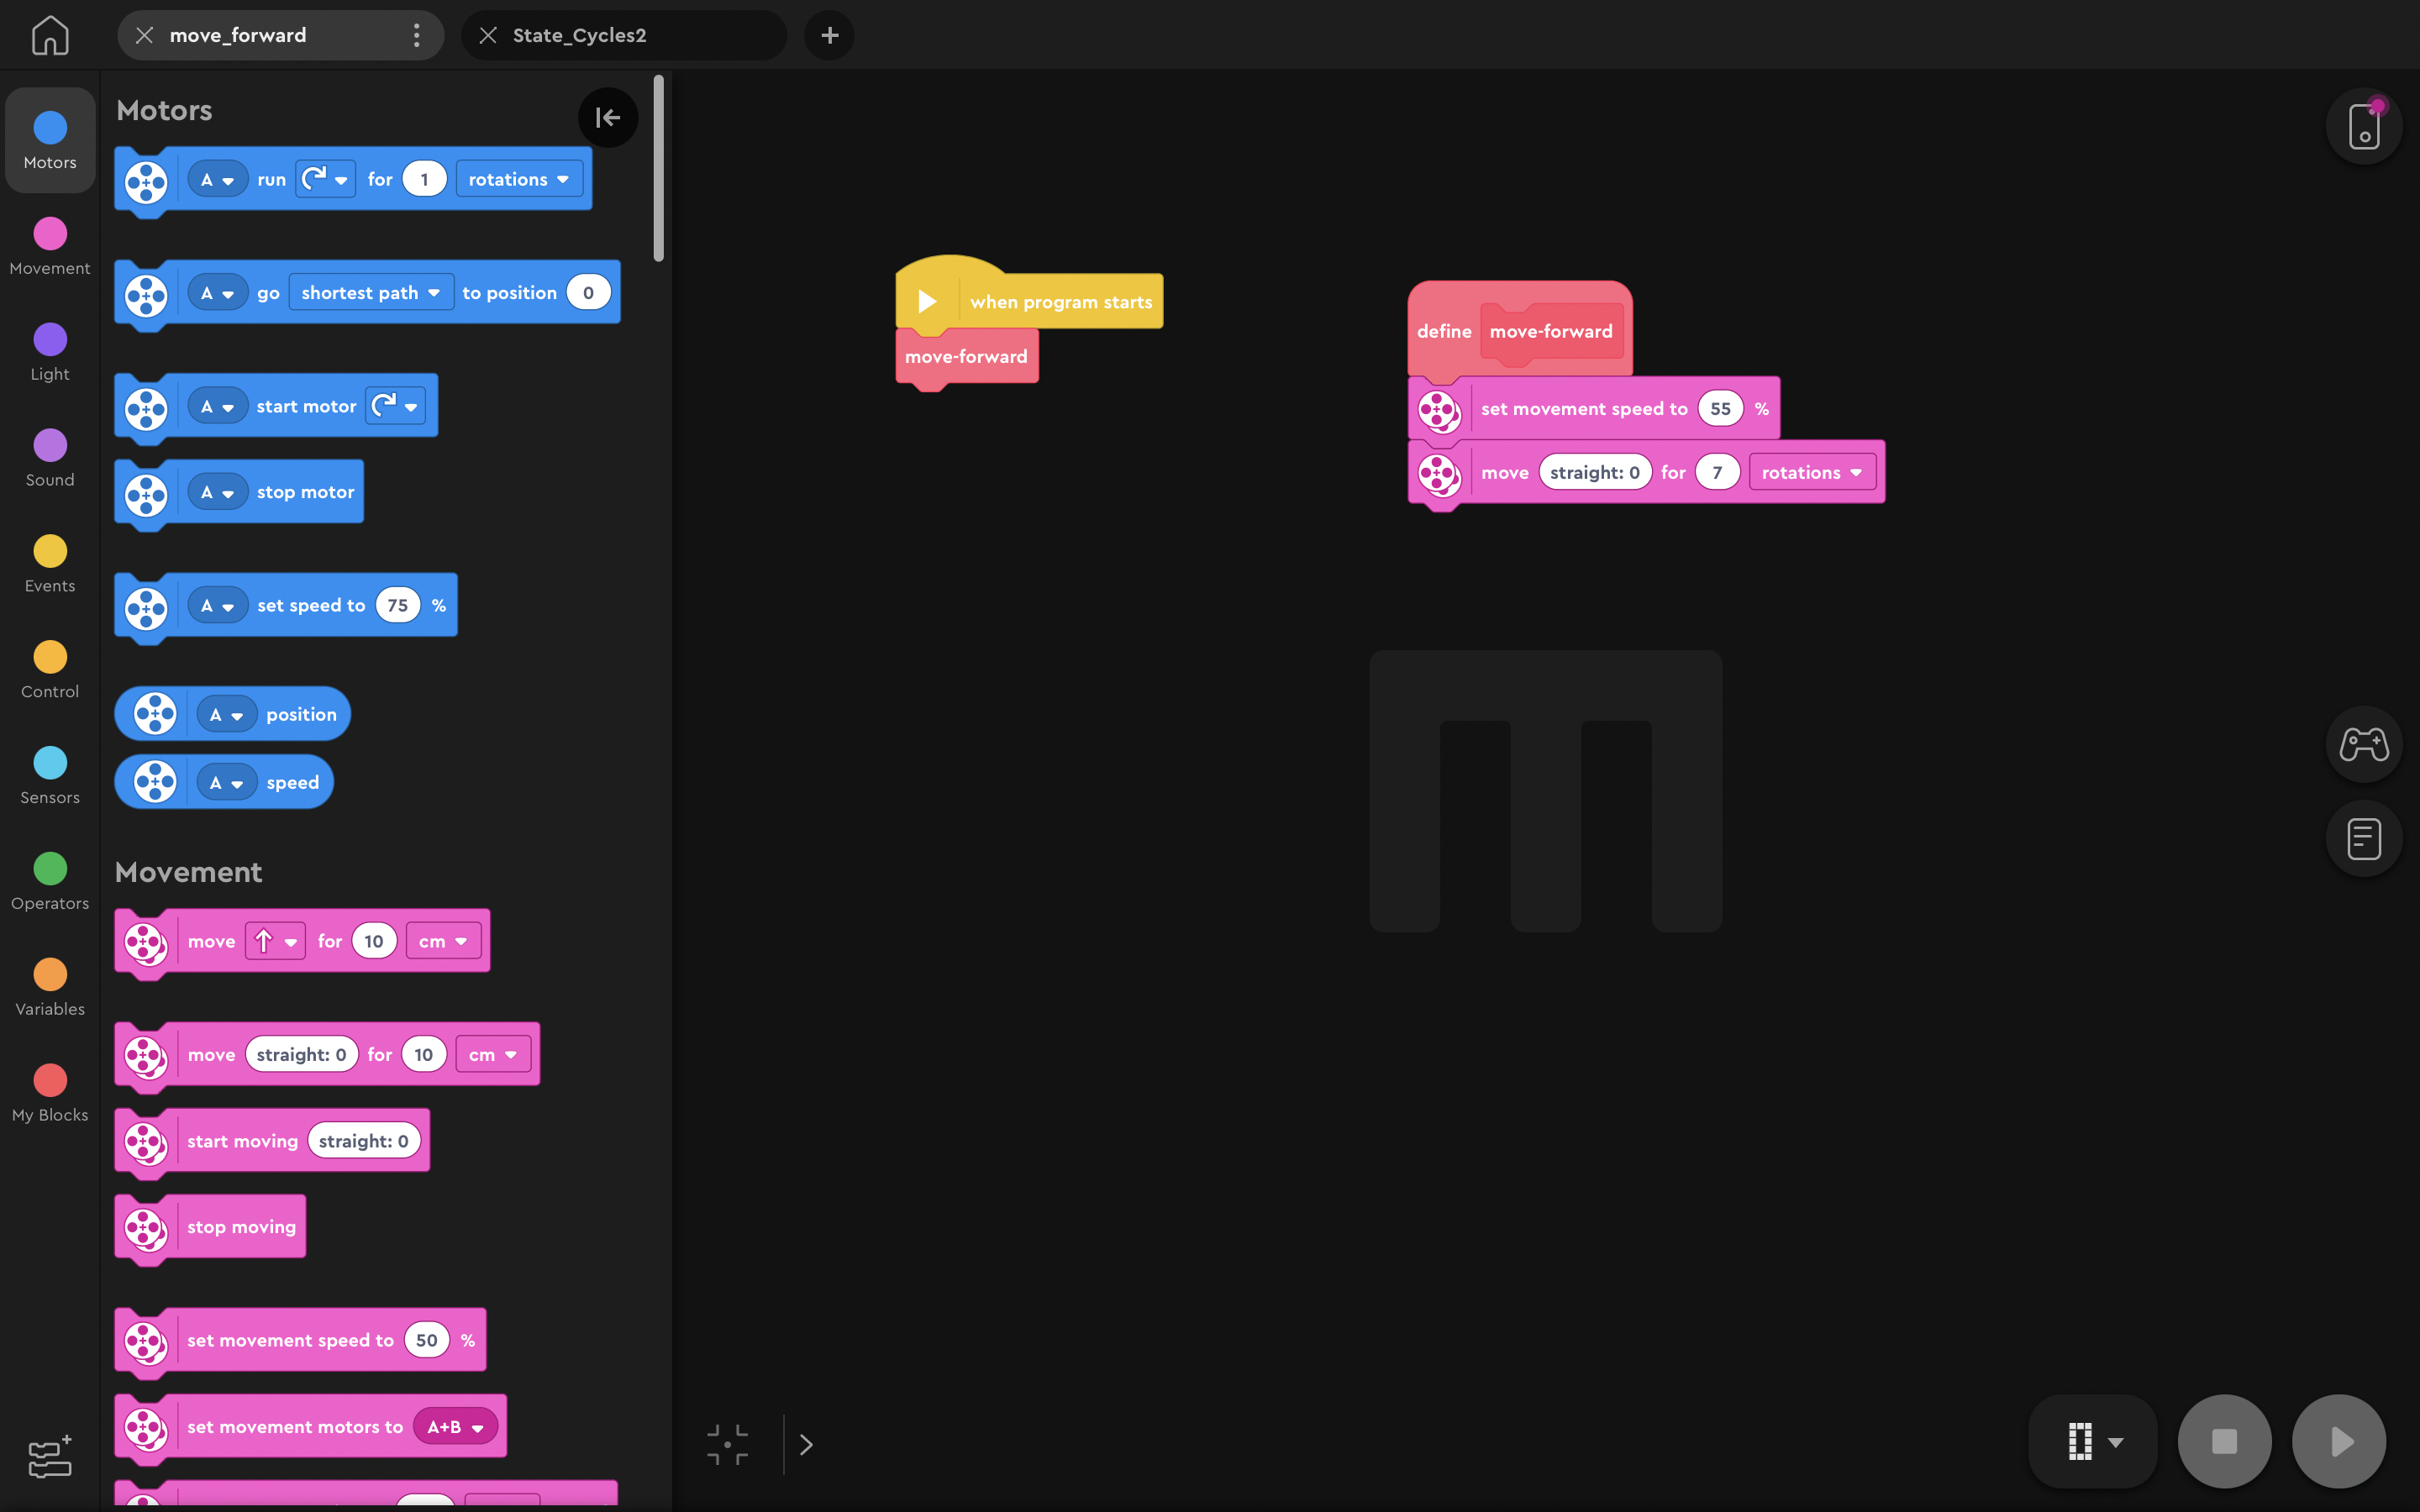 move_forward
State_Cycles2
Motors
Movement
Light
Sound
Events
Control
Sensors
Operators
Variables
My Blocks
Motors
A run for 1 rotations
A go shortest path to position 0
A start motor
A stop motor
A set speed to 75 %
A position
A speed
Movement
move for 10 cm
move straight: 0 for 10 cm
start moving straight: 0
stop moving
set movement speed to 50 %
set movement motors to A+B
when program starts
move-forward
define move-forward
set movement speed to 55 %
move straight: 0 for 7 rotations
0